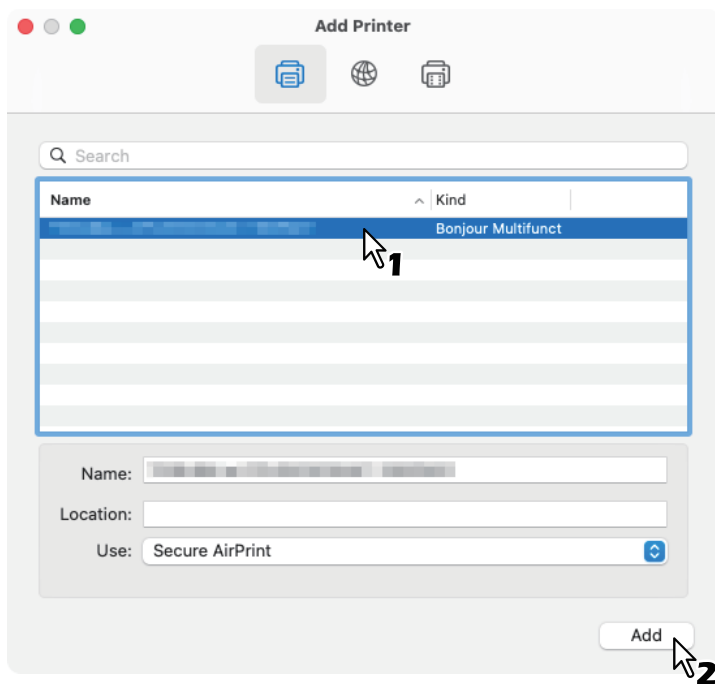 Add Printer
Search
Name Kind
Bonjour Multifunct
1
Name:
Location:
Use: Secure AirPrint
Add
2